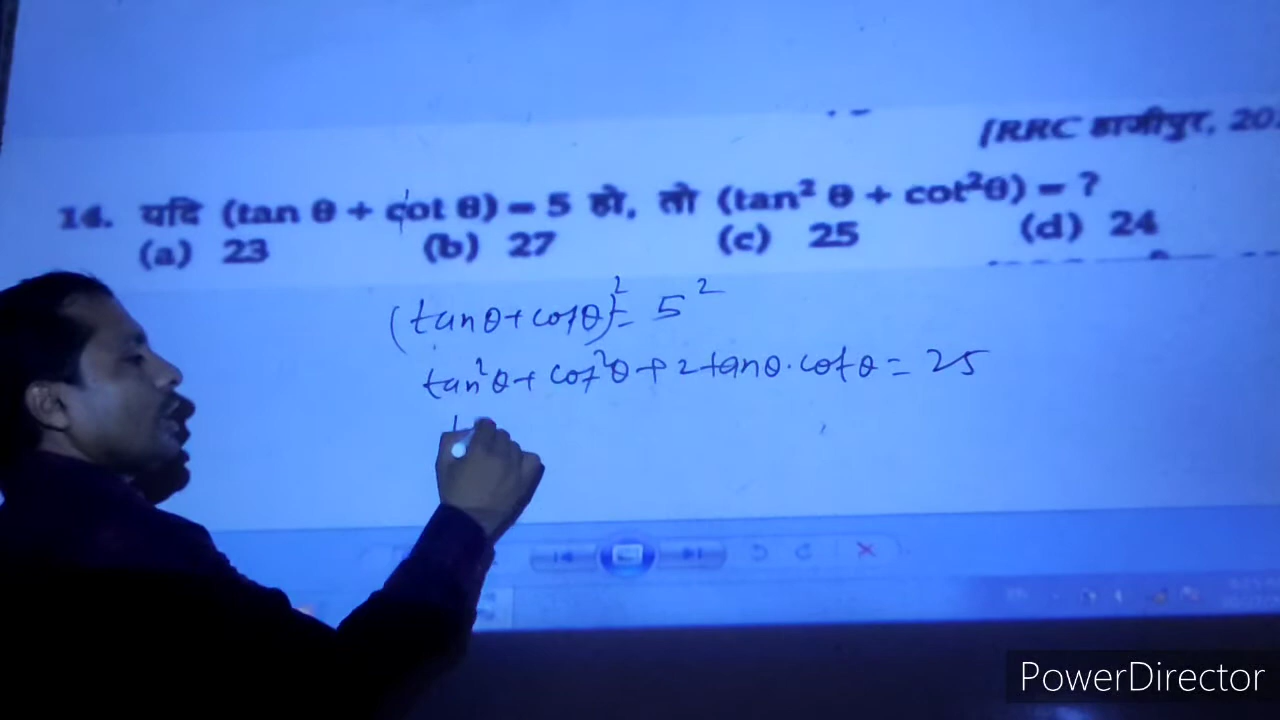 [RRC हाजीपुर, 20
14. यदि (tan θ + cot θ) = 5 हो, तो (tan² θ + cot²θ) = ?
(a) 23 (b) 27 (c) 25 (d) 24
(tanθ+cotθ)² = 5²
tan²θ + cot²θ + 2tanθ.cotθ = 25
PowerDirector